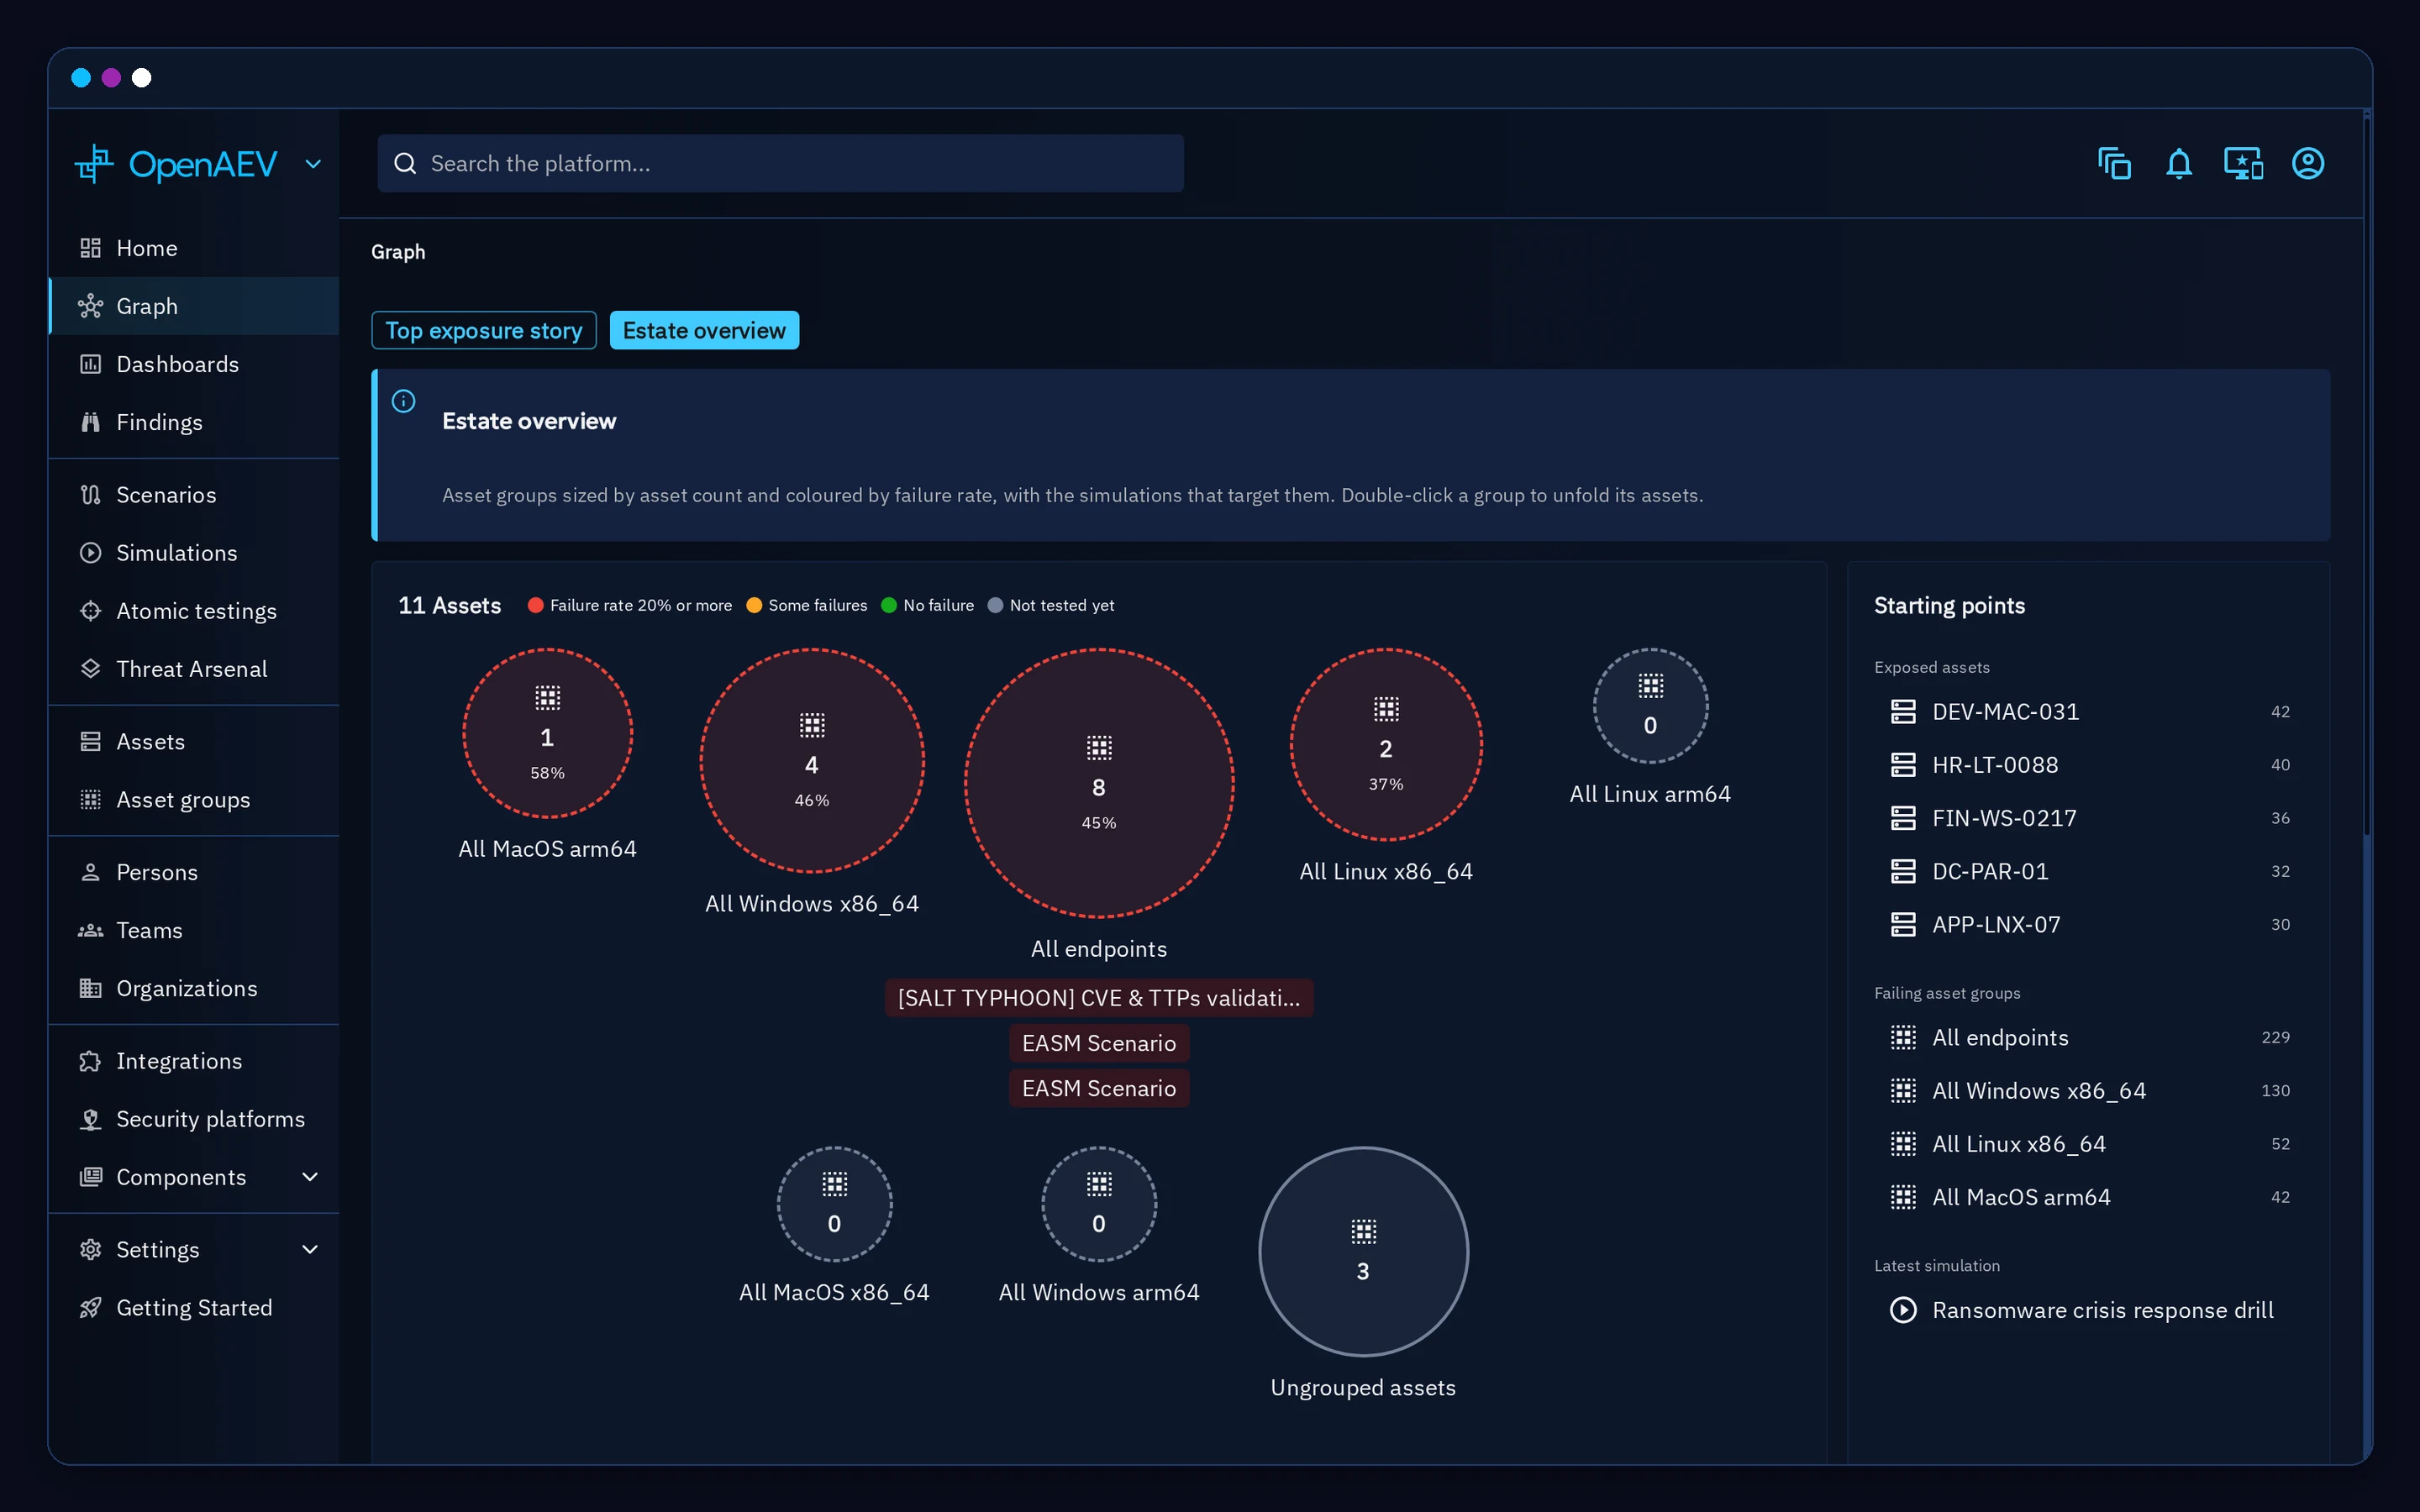 OpenAEV
Search the platform...
Home
Graph
Dashboards
Findings
Scenarios
Simulations
Atomic testings
Threat Arsenal
Assets
Asset groups
Persons
Teams
Organizations
Integrations
Security platforms
Components
Settings
Getting Started
Graph
Top exposure story
Estate overview
Estate overview
Asset groups sized by asset count and coloured by failure rate, with the simulations that target them. Double-click a group to unfold its assets.
11 Assets
Failure rate 20% or more
Some failures
No failure
Not tested yet
1
58%
All MacOS arm64
4
46%
All Windows x86_64
8
45%
All endpoints
2
37%
All Linux x86_64
0
All Linux arm64
[SALT TYPHOON] CVE & TTPs validati...
EASM Scenario
EASM Scenario
0
All MacOS x86_64
0
All Windows arm64
3
Ungrouped assets
Starting points
Exposed assets
DEV-MAC-031 42
HR-LT-0088 40
FIN-WS-0217 36
DC-PAR-01 32
APP-LNX-07 30
Failing asset groups
All endpoints 229
All Windows x86_64 130
All Linux x86_64 52
All MacOS arm64 42
Latest simulation
Ransomware crisis response drill